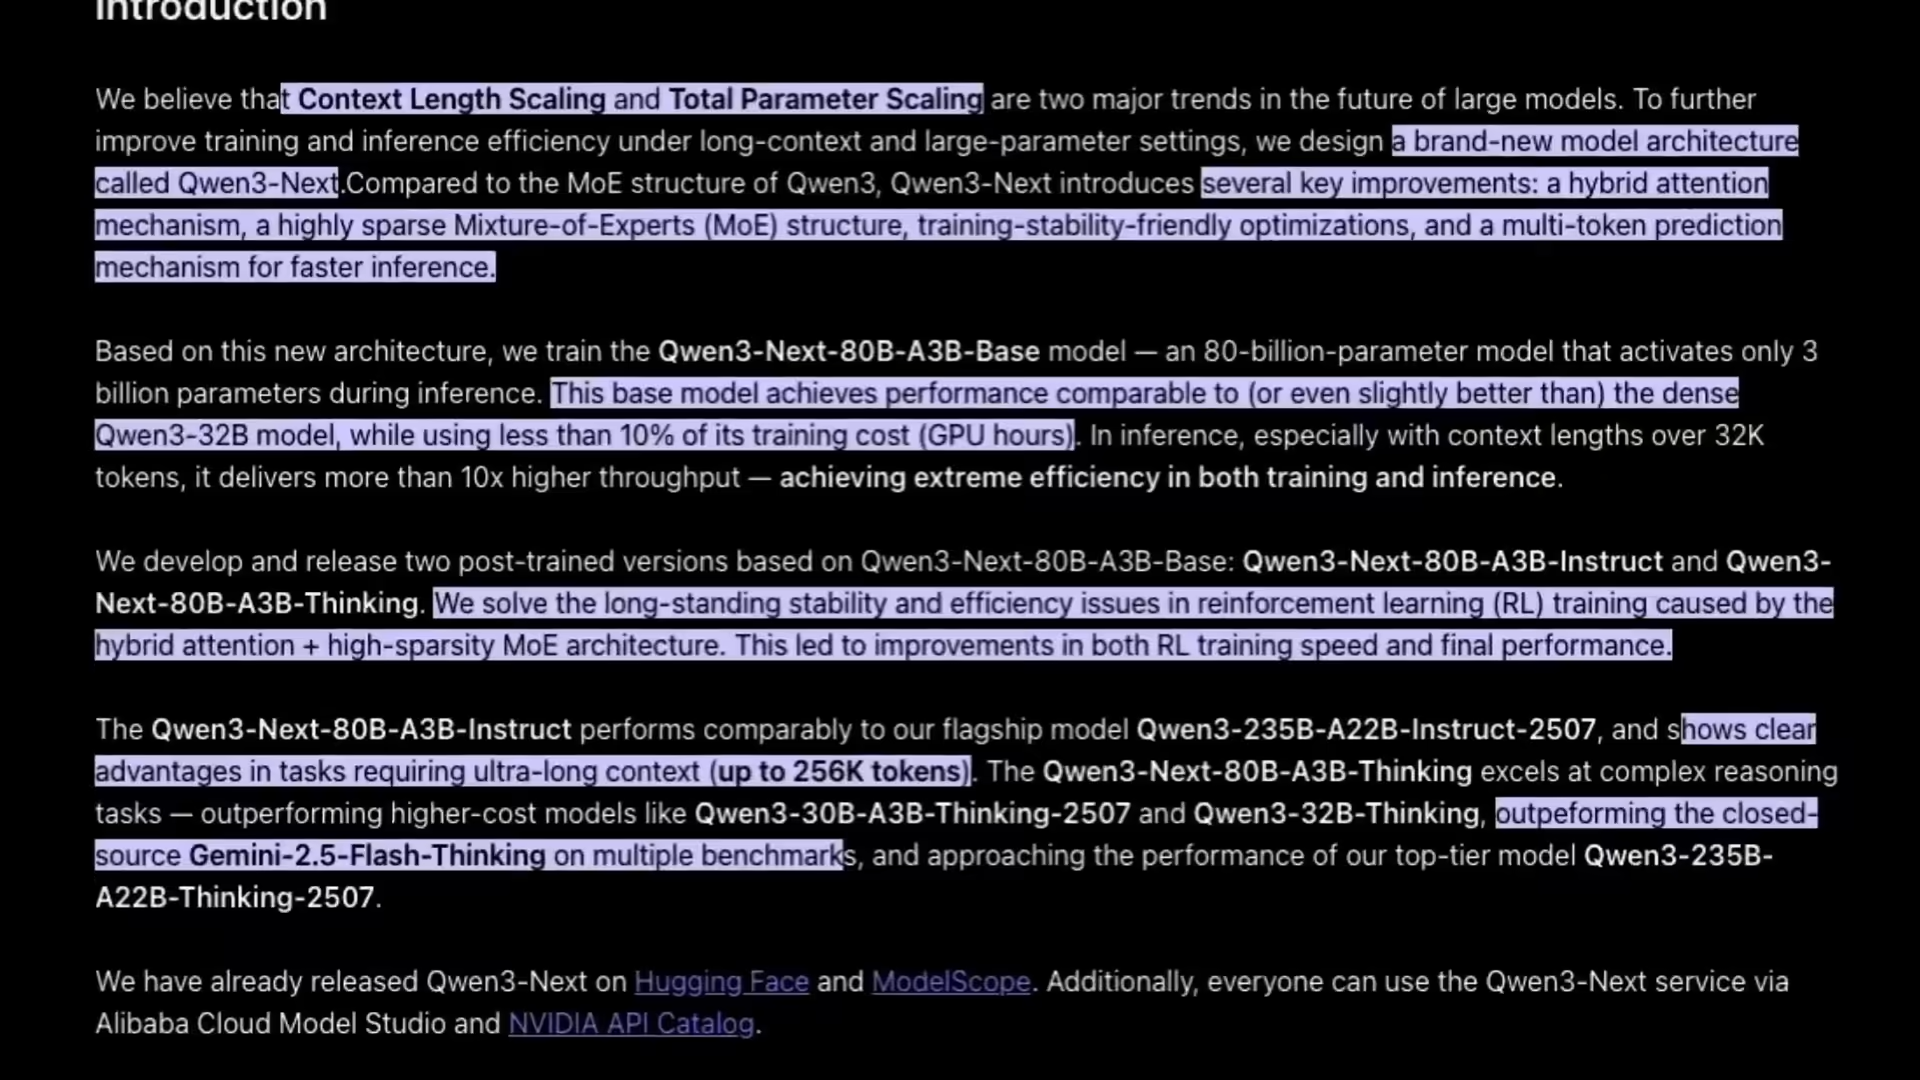 Introduction
We believe that Context Length Scaling and Total Parameter Scaling are two major trends in the future of large models. To further
improve training and inference efficiency under long-context and large-parameter settings, we design a brand-new model architecture
called Qwen3-Next.Compared to the MoE structure of Qwen3, Qwen3-Next introduces several key improvements: a hybrid attention
mechanism, a highly sparse Mixture-of-Experts (MoE) structure, training-stability-friendly optimizations, and a multi-token prediction
mechanism for faster inference.
Based on this new architecture, we train the Qwen3-Next-80B-A3B-Base model — an 80-billion-parameter model that activates only 3
billion parameters during inference. This base model achieves performance comparable to (or even slightly better than) the dense
Qwen3-32B model, while using less than 10% of its training cost (GPU hours). In inference, especially with context lengths over 32K
tokens, it delivers more than 10x higher throughput — achieving extreme efficiency in both training and inference.
We develop and release two post-trained versions based on Qwen3-Next-80B-A3B-Base: Qwen3-Next-80B-A3B-Instruct and Qwen3-
Next-80B-A3B-Thinking. We solve the long-standing stability and efficiency issues in reinforcement learning (RL) training caused by the
hybrid attention + high-sparsity MoE architecture. This led to improvements in both RL training speed and final performance.
The Qwen3-Next-80B-A3B-Instruct performs comparably to our flagship model Qwen3-235B-A22B-Instruct-2507, and shows clear
advantages in tasks requiring ultra-long context (up to 256K tokens). The Qwen3-Next-80B-A3B-Thinking excels at complex reasoning
tasks — outperforming higher-cost models like Qwen3-30B-A3B-Thinking-2507 and Qwen3-32B-Thinking, outpeforming the closed-
source Gemini-2.5-Flash-Thinking on multiple benchmarks, and approaching the performance of our top-tier model Qwen3-235B-
A22B-Thinking-2507.
We have already released Qwen3-Next on Hugging Face and ModelScope. Additionally, everyone can use the Qwen3-Next service via
Alibaba Cloud Model Studio and NVIDIA API Catalog.